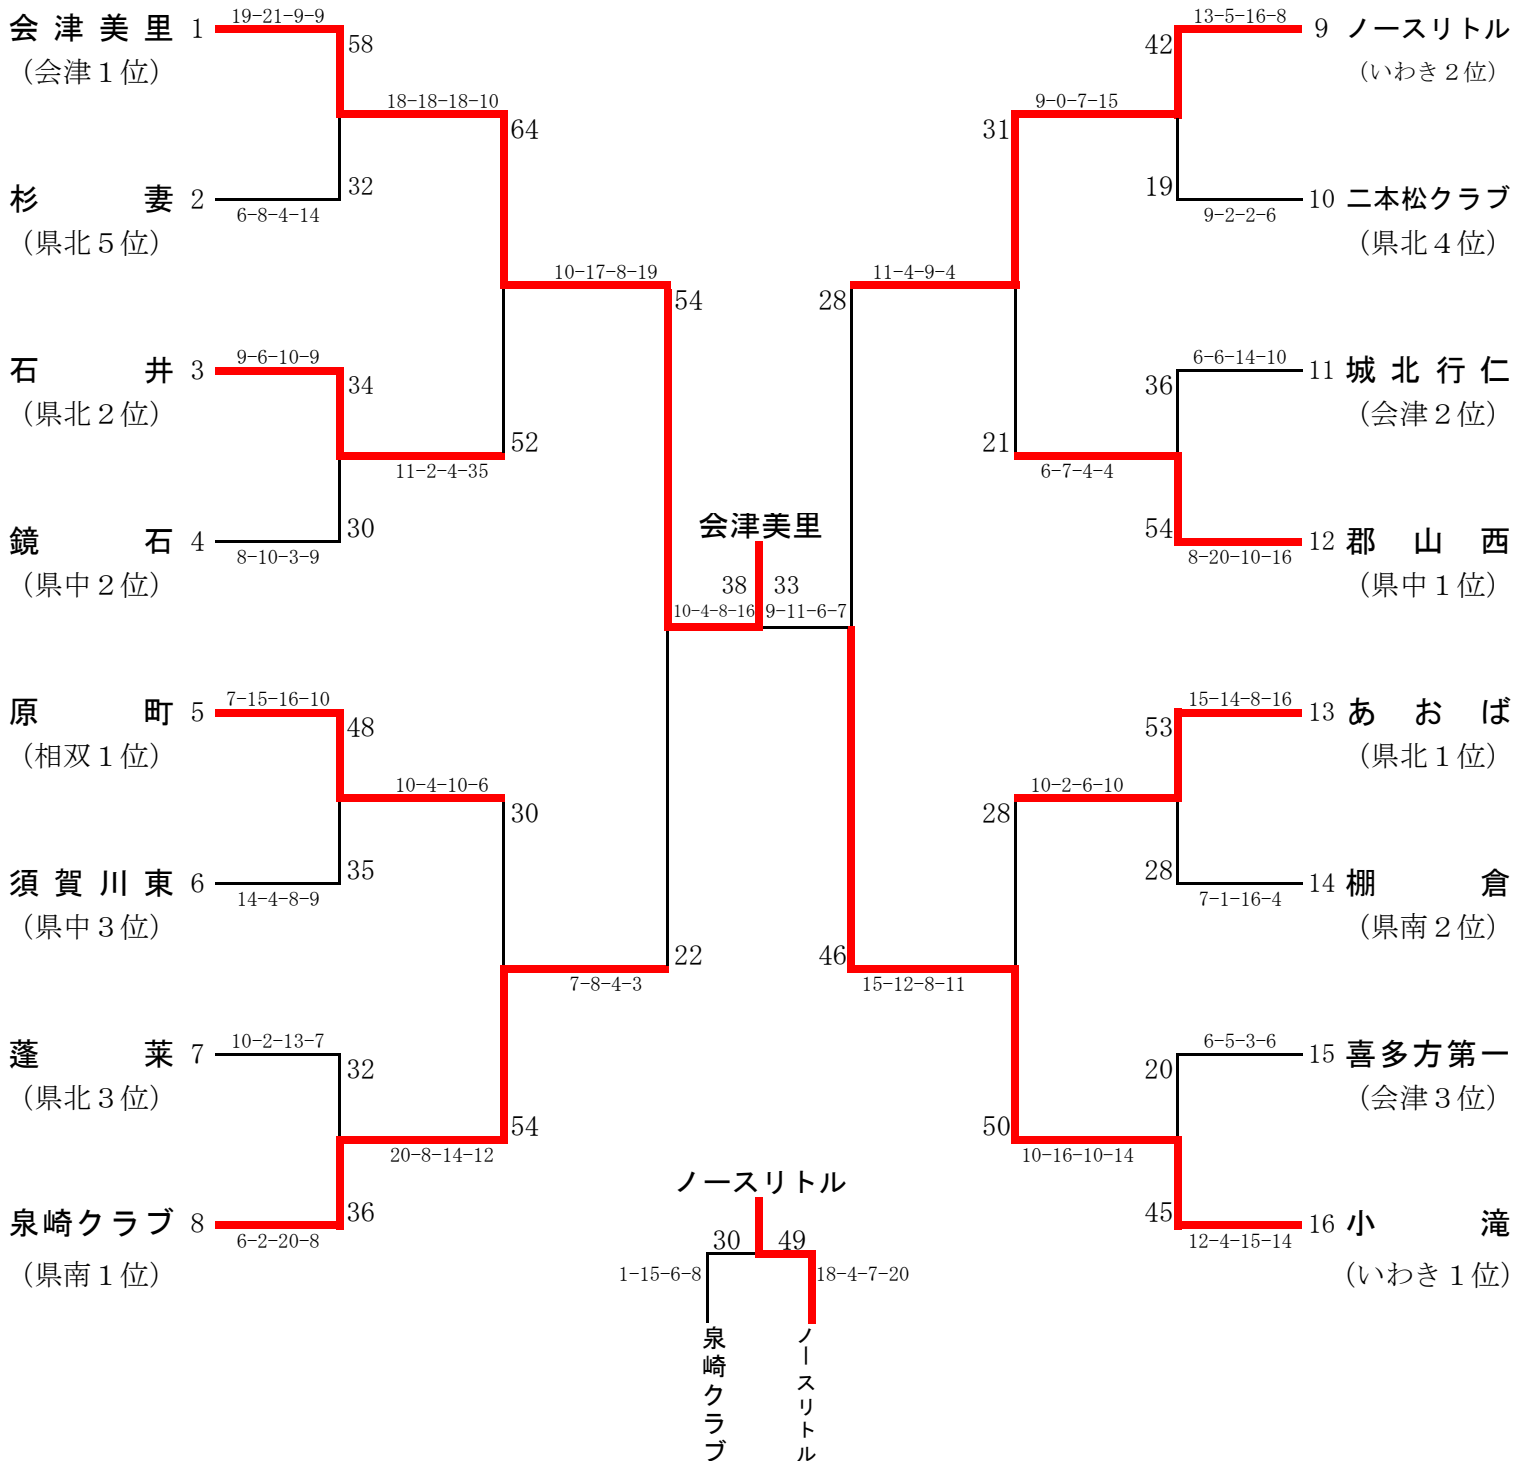 会津美里 1
(会津1位)
19-21-9-9
58
18-18-18-10
64
32
杉妻 2
(県北5位)
6-8-4-14
10-17-8-19
54
石井 3
(県北2位)
9-6-10-9
34
11-2-4-35
52
30
鏡石 4
(県中2位)
8-10-3-9
原町 5
(相双1位)
7-15-16-10
48
10-4-10-6
30
35
須賀川東 6
(県中3位)
14-4-8-9
22
7-8-4-3
蓬莱 7
(県北3位)
10-2-13-7
32
54
20-8-14-12
36
泉崎クラブ 8
(県南1位)
6-2-20-8
会津美里
38 33
10-4-8-16 9-11-6-7
13-5-16-8
9 ノースリトル
(いわき2位)
42
9-0-7-15
31
19
10 二本松クラブ
(県北4位)
9-2-2-6
11-4-9-4
28
6-6-14-10
11 城北行仁
(会津2位)
36
21
6-7-4-4
54
12 郡山西
(県中1位)
8-20-10-16
15-14-8-16
13 あおば
(県北1位)
53
10-2-6-10
28
28
14 棚倉
(県南2位)
7-1-16-4
46
15-12-8-11
6-5-3-6
15 喜多方第一
(会津3位)
20
50
10-16-10-14
45
16 小滝
(いわき1位)
12-4-15-14
ノースリトル
30 49
1-15-6-8 18-4-7-20
泉崎クラブ
ノースリトル